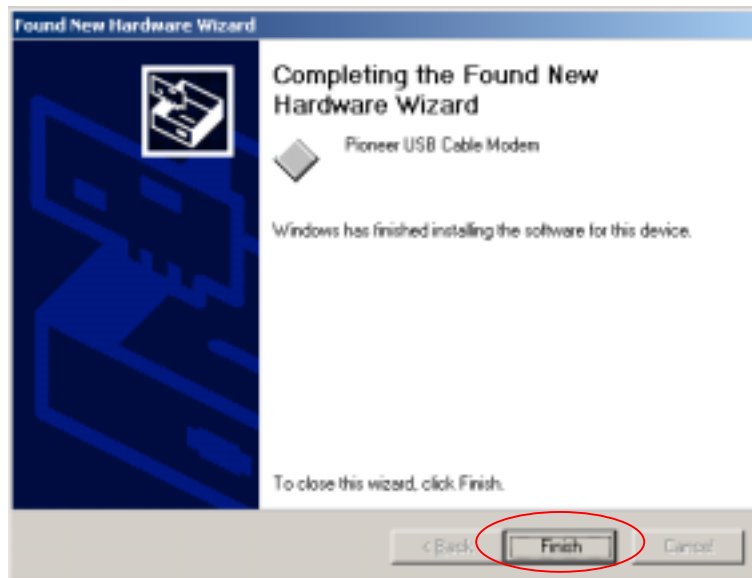 Found New Hardware Wizard
Completing the Found New
Hardware Wizard
Pioneer USB Cable Modem
Windows has finished installing the software for this device.
To close this wizard, click Finish.
< Back
Finish
Cancel